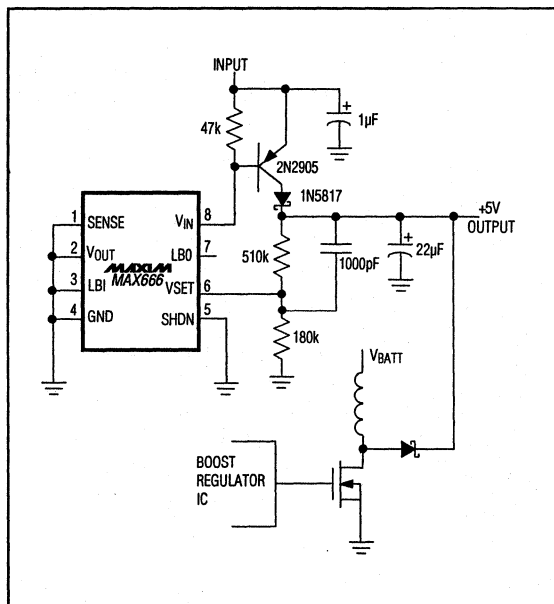 INPUT
47k
1µF
2N2905
1N5817
+5V
OUTPUT
1 SENSE
VIN 8
2 VOUT
LB0 7
MAXIM
MAX666
3 LBI
VSET 6
4 GND
SHDN 5
510k
1000pF
22µF
180k
VBATT
BOOST
REGULATOR
IC